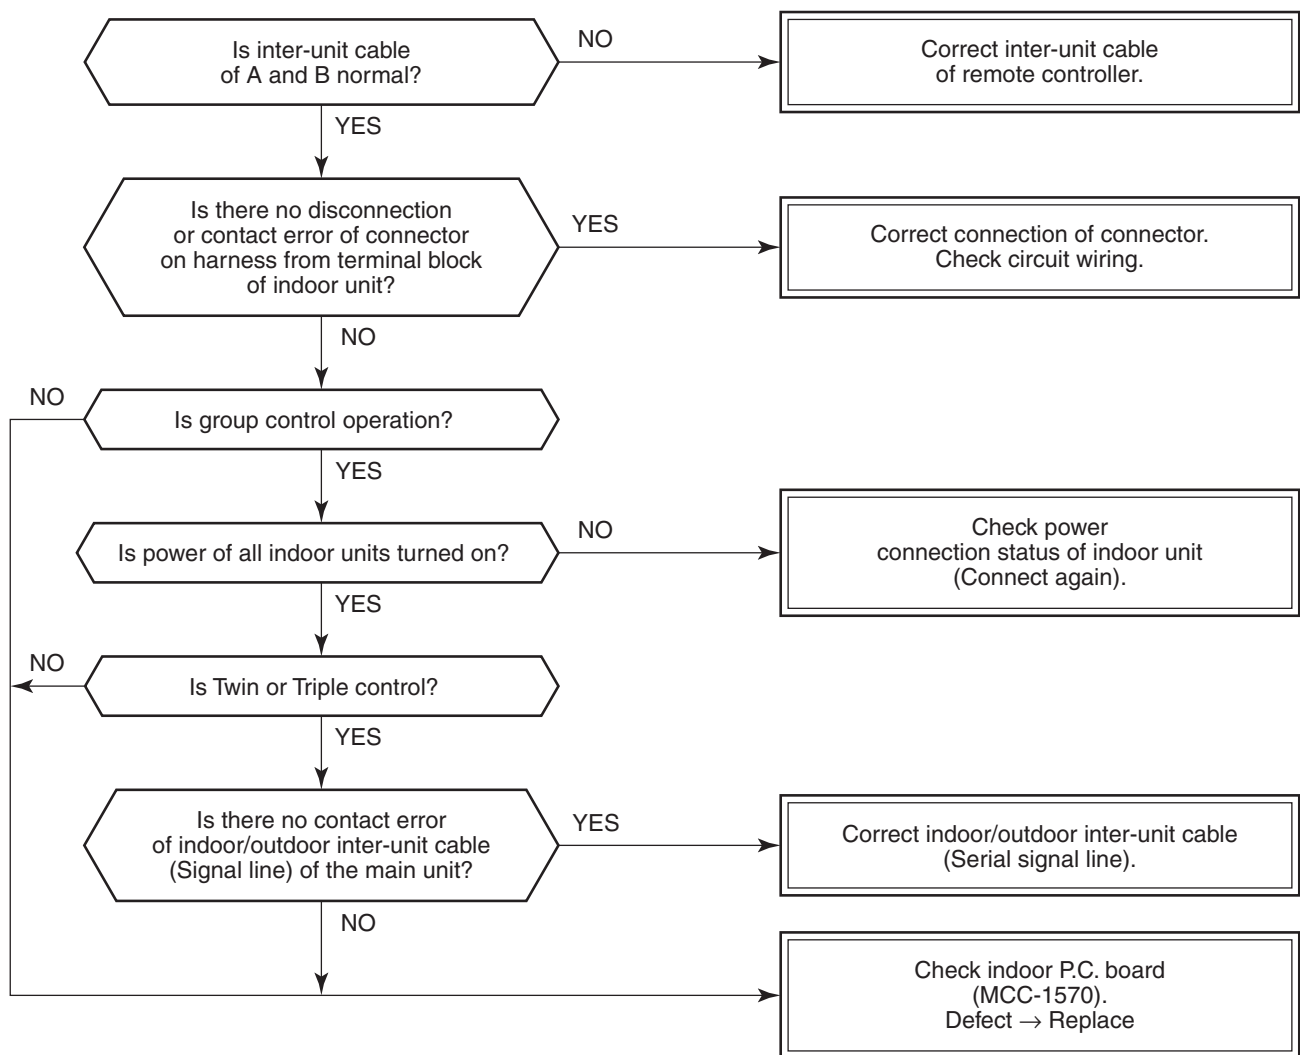 Is inter-unit cable
of A and B normal?
NO
Correct inter-unit cable
of remote controller.
YES
Is there no disconnection
or contact error of connector
on harness from terminal block
of indoor unit?
YES
Correct connection of connector.
Check circuit wiring.
NO
NO
Is group control operation?
YES
Is power of all indoor units turned on?
NO
Check power
connection status of indoor unit
(Connect again).
YES
NO
Is Twin or Triple control?
YES
Is there no contact error
of indoor/outdoor inter-unit cable
(Signal line) of the main unit?
YES
Correct indoor/outdoor inter-unit cable
(Serial signal line).
NO
Check indoor P.C. board
(MCC-1570).
Defect → Replace